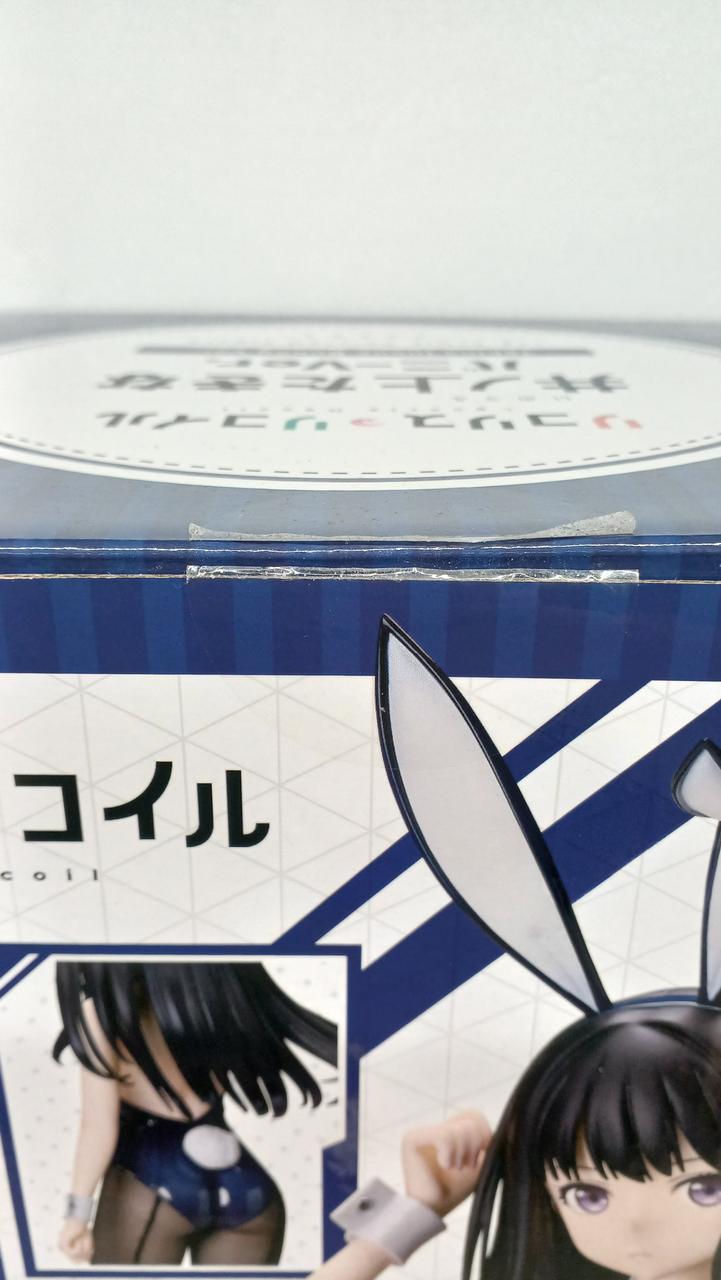 リコリス・リコイル
井ノ上たきな
バニーVer.
コイル
coil